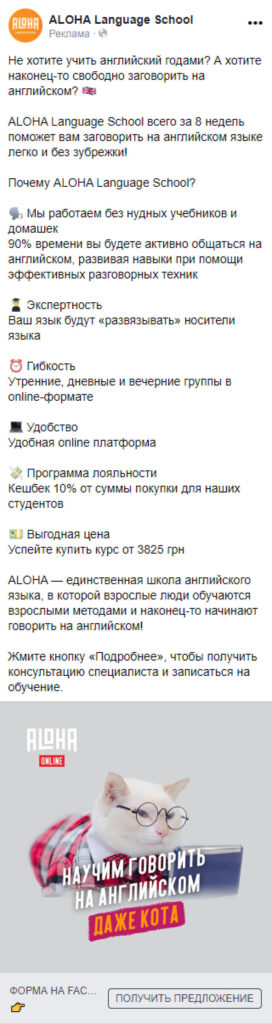 ALOHA Language School
Реклама ·
Не хотите учить английский годами? А хотите
наконец-то свободно заговорить на
английском? 🇬🇧
ALOHA Language School всего за 8 недель
поможет вам заговорить на английском языке
легко и без зубрежки!
Почему ALOHA Language School?
🗣 Мы работаем без нудных учебников и
домашек
90% времени вы будете активно общаться на
английском, развивая навыки при помощи
эффективных разговорных техник
👨‍🎓 Экспертность
Ваш язык будут «развязывать» носители
языка
⏰ Гибкость
Утренние, дневные и вечерние группы в
online-формате
💻 Удобство
Удобная online платформа
💸 Программа лояльности
Кешбек 10% от суммы покупки для наших
студентов
💵 Выгодная цена
Успейте купить курс от 3825 грн
ALOHA — единственная школа английского
языка, в которой взрослые люди обучаются
взрослыми методами и наконец-то начинают
говорить на английском!
Жмите кнопку «Подробнее», чтобы получить
консультацию специалиста и записаться на
обучение.
ALOHA
ONLINE
НАУЧИМ ГОВОРИТЬ
НА АНГЛИЙСКОМ
ДАЖЕ КОТА
ФОРМА НА FAC...
👉
ПОЛУЧИТЬ ПРЕДЛОЖЕНИЕ